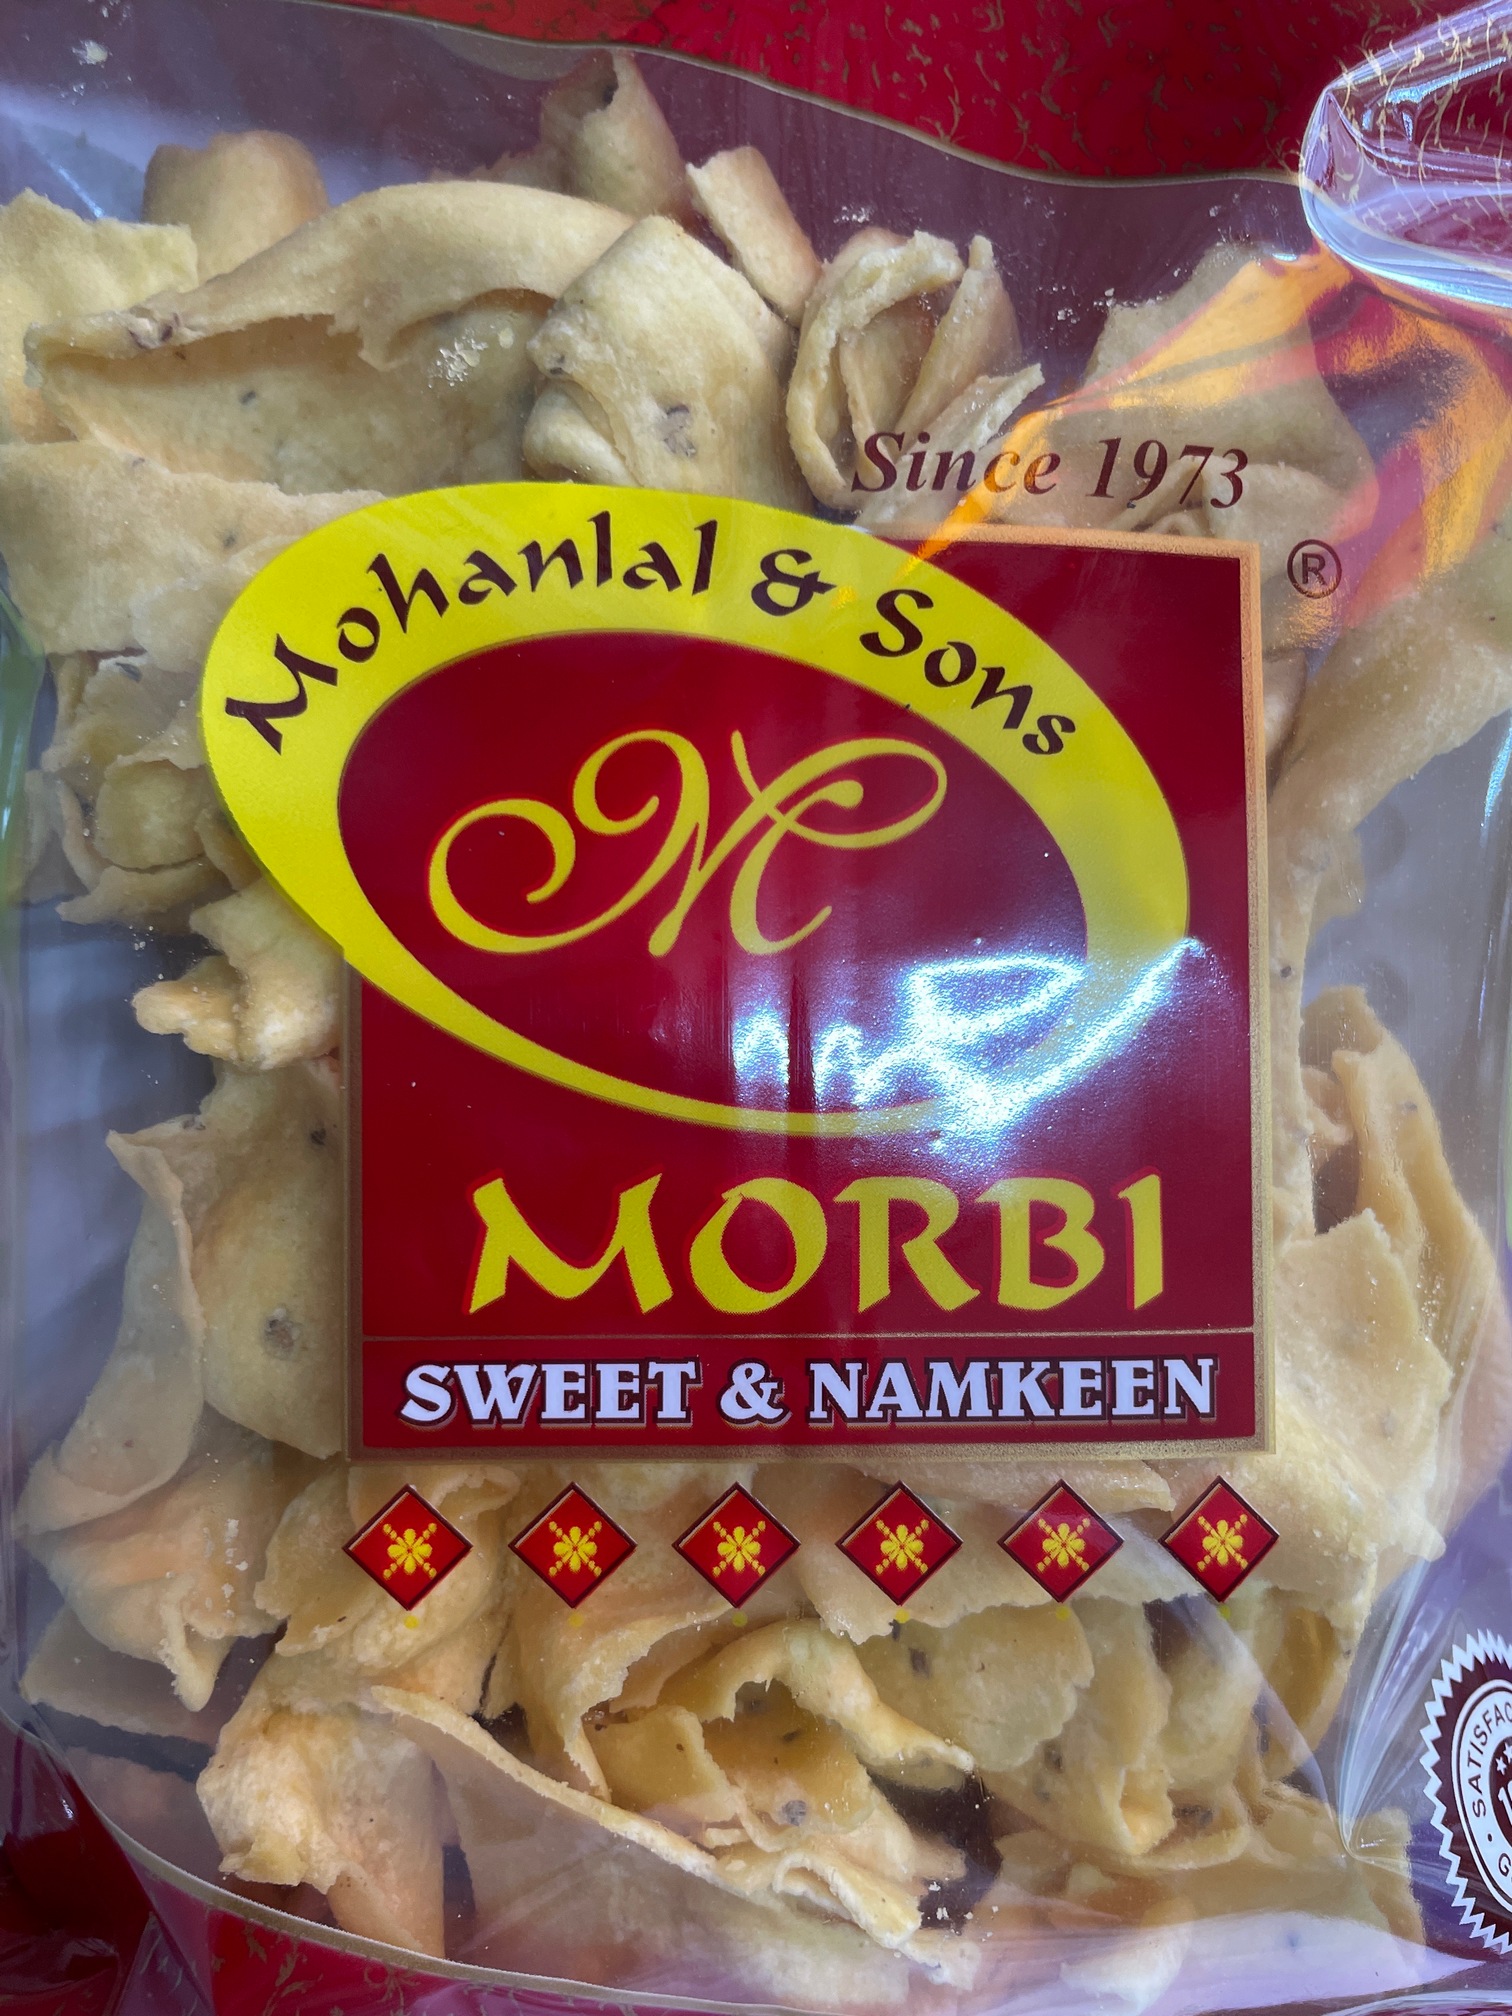 Since 1973
®
Mohanlal & Sons
M
MORBI
SWEET & NAMKEEN